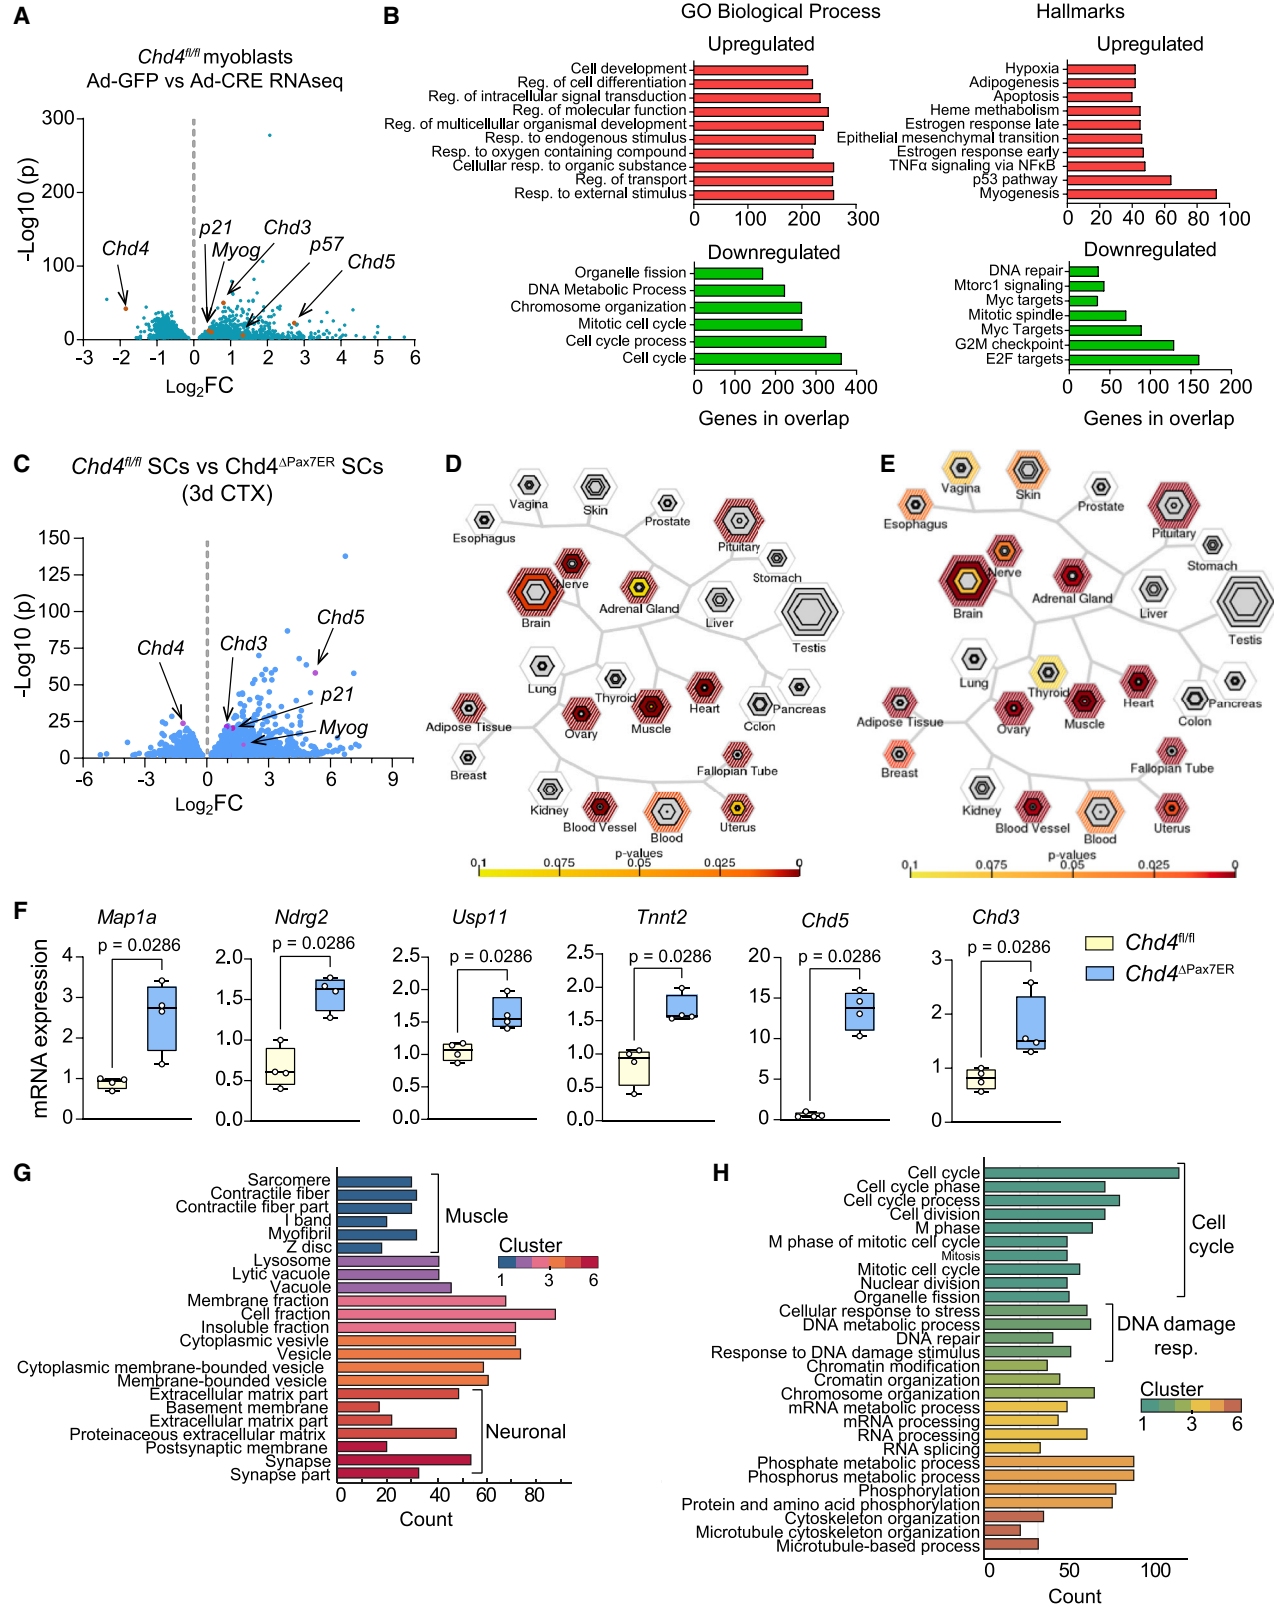 A
Chd4fl/fl myoblasts
Ad-GFP vs Ad-CRE RNAseq
-Log10 (p)
300
200
100
0
Chd4
p21
Myog
Chd3
p57
Chd5
-3 -2 -1 0 1 2 3 4 5 6
Log2FC
B
GO Biological Process
Upregulated
Cell development
Reg. of cell differentiation
Reg. of intracellular signal transduction
Reg. of molecular function
Reg. of multicellular organismal development
Resp. to endogenous stimulus
Resp. to oxygen containing compound
Cellular resp. to organic substance
Reg. of transport
Resp. to external stimulus
0 100 200 300
Downregulated
Organelle fission
DNA Metabolic Process
Chromosome organization
Mitotic cell cycle
Cell cycle process
Cell cycle
0 100 200 300 400
Genes in overlap
Hallmarks
Upregulated
Hypoxia
Adipogenesis
Apoptosis
Heme methabolism
Estrogen response late
Epithelial mesenchymal transition
Estrogen response early
TNFα signaling via NFκB
p53 pathway
Myogenesis
0 20 40 60 80 100
Downregulated
DNA repair
Mtorc1 signaling
Myc targets
Mitotic spindle
Myc Targets
G2M checkpoint
E2F targets
0 50 100 150 200
Genes in overlap
C
Chd4fl/fl SCs vs Chd4ΔPax7ER SCs
(3d CTX)
-Log10 (p)
150
125
100
75
50
25
0
Chd4
Chd3
Chd5
p21
Myog
-6 -3 0 3 6 9
Log2FC
D
Vagina
Skin
Esophagus
Prostate
Pituitary
Nerve
Stomach
Brain
Adrenal Gland
Liver
Testis
Lung
Thyroid
Heart
Pancreas
Adipose Tissue
Ovary
Muscle
Colon
Breast
Fallopian Tube
Kidney
Blood Vessel
Blood
Uterus
p-values
0.1 0.075 0.05 0.025 0
E
Vagina
Skin
Esophagus
Prostate
Pituitary
Nerve
Stomach
Brain
Adrenal Gland
Liver
Testis
Lung
Thyroid
Heart
Pancreas
Adipose Tissue
Ovary
Muscle
Colon
Breast
Fallopian Tube
Kidney
Blood Vessel
Blood
Uterus
p-values
0.1 0.075 0.05 0.025 0
F
mRNA expression
Map1a
p = 0.0286
4
3
2
1
0
Ndrg2
p = 0.0286
2.0
1.5
1.0
0.5
0.0
Usp11
p = 0.0286
2.5
2.0
1.5
1.0
0.5
0.0
Tnnt2
p = 0.0286
2.5
2.0
1.5
1.0
0.5
0.0
Chd5
p = 0.0286
20
15
10
5
0
Chd3
p = 0.0286
3
2
1
0
Chd4fl/fl
Chd4ΔPax7ER
G
Sarcomere
Contractile fiber
Contractile fiber part
I band
Myofibril
Z disc
Lysosome
Lytic vacuole
Vacuole
Membrane fraction
Cell fraction
Insoluble fraction
Cytoplasmic vesivle
Vesicle
Cytoplasmic membrane-bounded vesicle
Membrane-bounded vesicle
Extracellular matrix part
Basement membrane
Extracellular matrix part
Proteinaceous extracellular matrix
Postsynaptic membrane
Synapse
Synapse part
Muscle
Neuronal
Cluster
1 3 6
0 20 40 60 80
Count
H
Cell cycle
Cell cycle phase
Cell cycle process
Cell division
M phase
M phase of mitotic cell cycle
Mitosis
Mitotic cell cycle
Nuclear division
Organelle fission
Cellular response to stress
DNA metabolic process
DNA repair
Response to DNA damage stimulus
Chromatin modification
Cromatin organization
Chromosome organization
mRNA metabolic process
mRNA processing
RNA processing
RNA splicing
Phosphate metabolic process
Phosphorus metabolic process
Phosphorylation
Protein and amino acid phosphorylation
Cytoskeleton organization
Microtubule cytoskeleton organization
Microtubule-based process
Cell
cycle
DNA damage
resp.
Cluster
1 3 6
0 50 100
Count